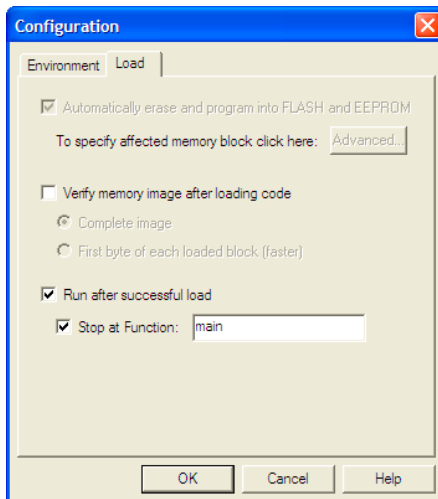 Configuration
Environment Load
Automatically erase and program into FLASH and EEPROM
To specify affected memory block click here: Advanced...
Verify memory image after loading code
Complete image
First byte of each loaded block (faster)
Run after successful load
Stop at Function: main
OK Cancel Help